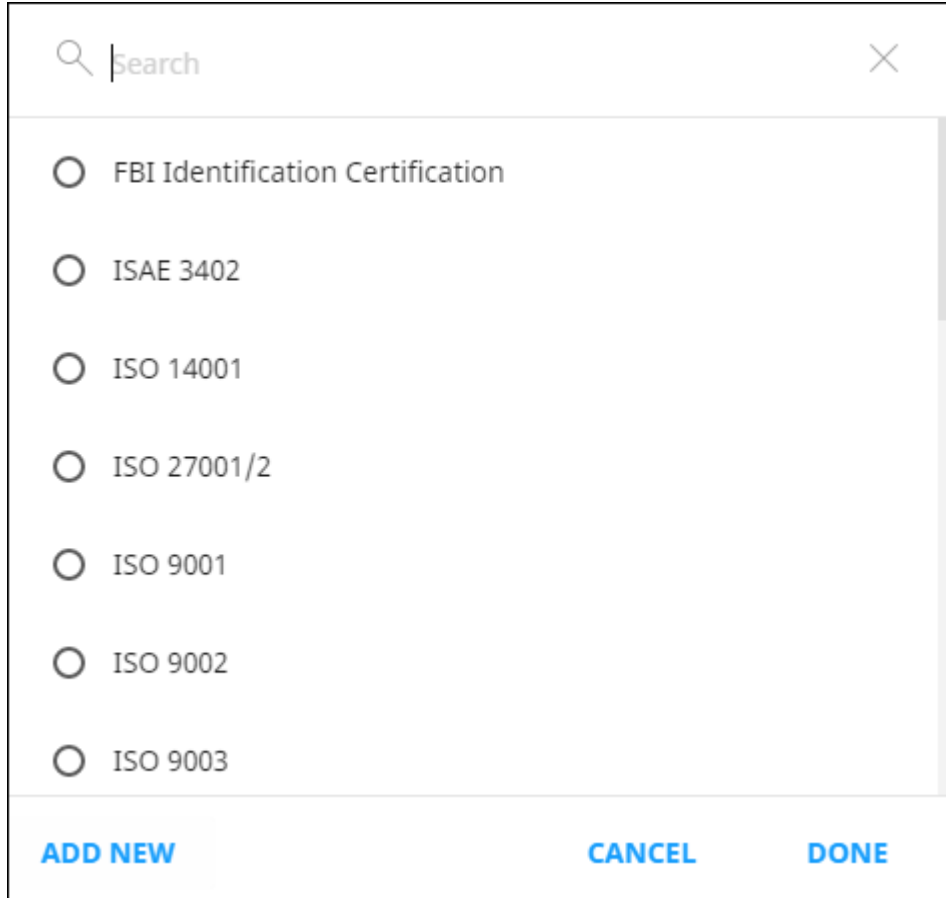 Search
FBI Identification Certification
ISAE 3402
ISO 14001
ISO 27001/2
ISO 9001
ISO 9002
ISO 9003
ADD NEW CANCEL DONE